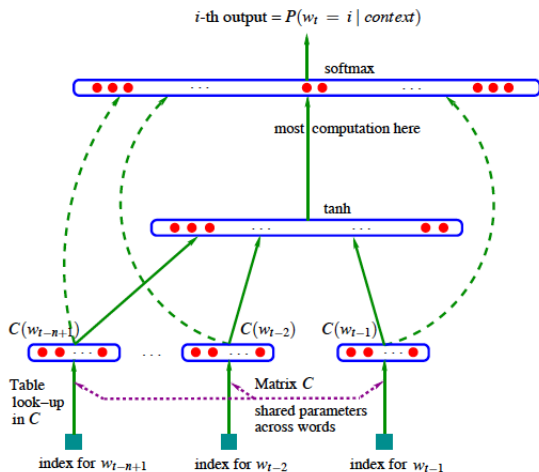 i-th output = P(w_t = i | context)
softmax
. . . . . . . . .
most computation here
tanh
. . . . . .
C(w_{t−n+1}) C(w_{t−2}) C(w_{t−1})
. . . . . . . . . . . .
Table Matrix C
look−up shared parameters
in C across words
index for w_{t−n+1} index for w_{t−2} index for w_{t−1}